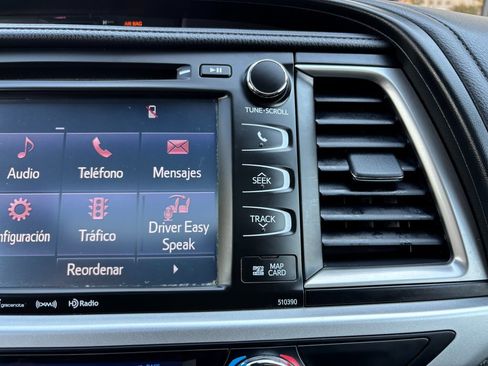 AIR BAG
TUNE•SCROLL
Audio
Teléfono
Mensajes
SEEK
nfiguración
Tráfico
Driver Easy
Speak
TRACK
Reordenar
MAP
CARD
gracenote
HD Radio
510390